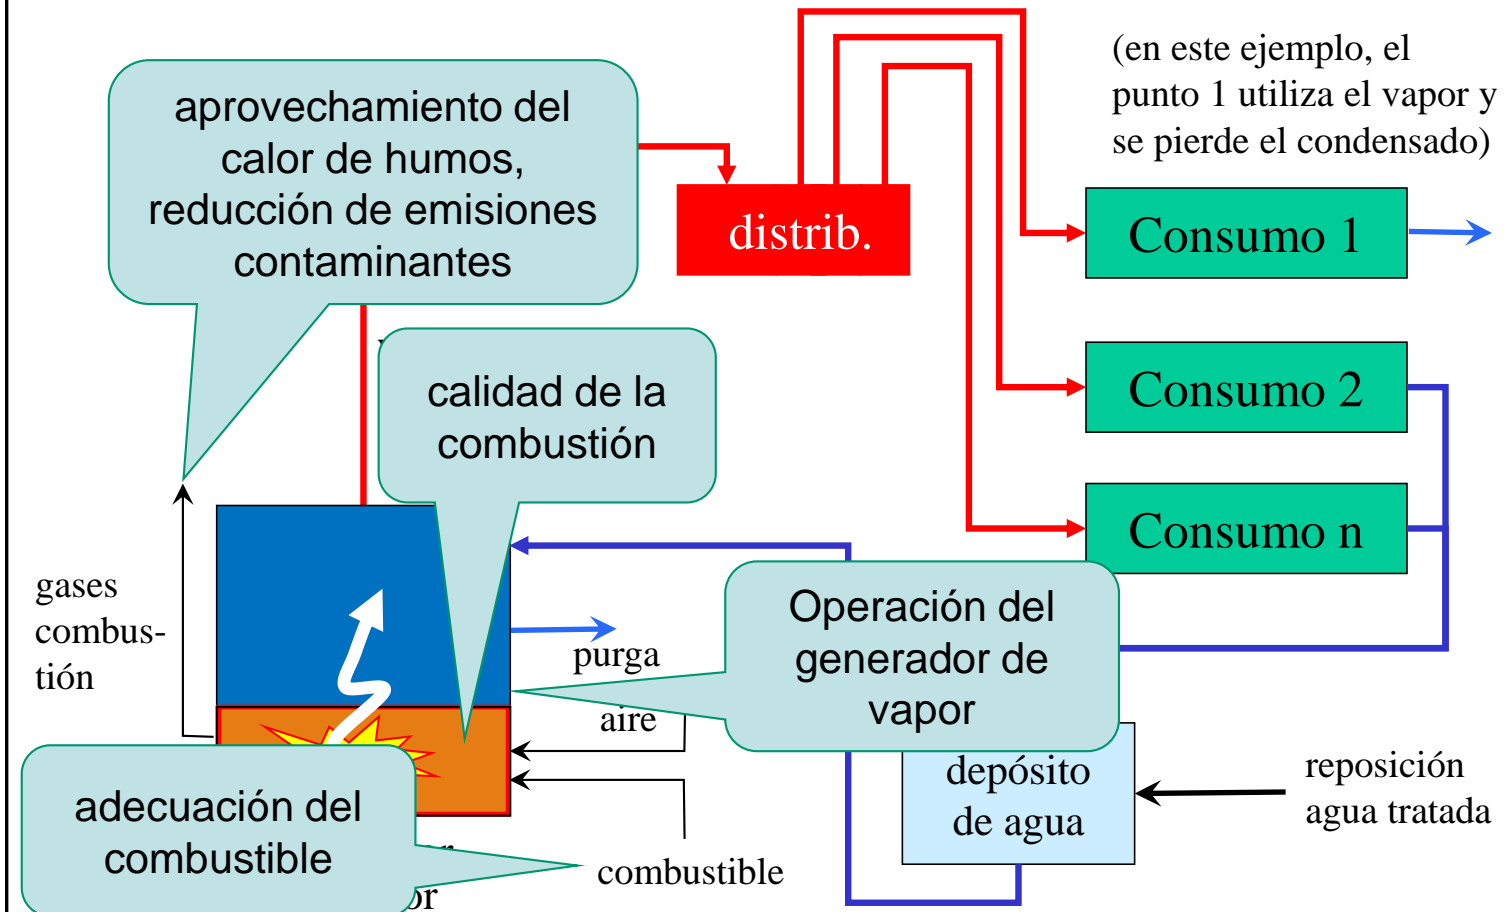 (en este ejemplo, el
punto 1 utiliza el vapor y
se pierde el condensado)
aprovechamiento del
calor de humos,
reducción de emisiones
contaminantes
distrib.
Consumo 1
Consumo 2
Consumo n
calidad de la
combustión
gases
combus-
tión
purga
aire
Operación del
generador de
vapor
depósito
de agua
reposición
agua tratada
adecuación del
combustible
combustible